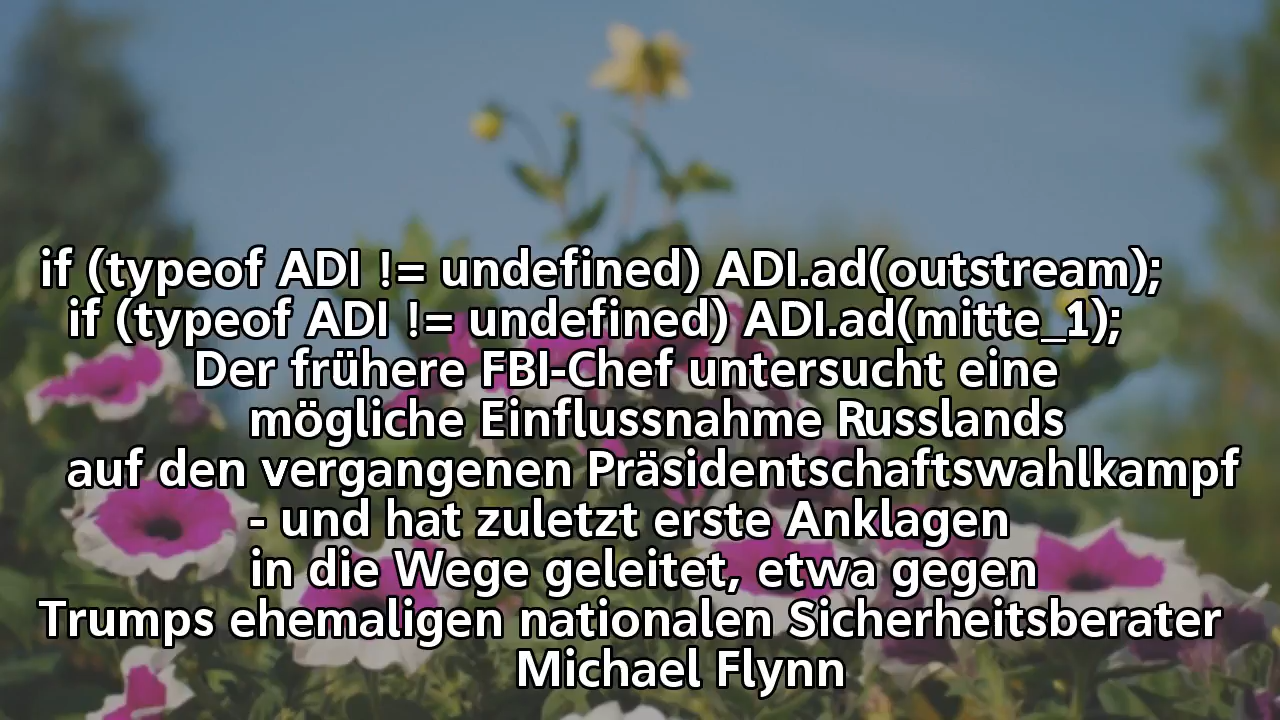 if (typeof ADI != undefined) ADI.ad(outstream);
if (typeof ADI != undefined) ADI.ad(mitte_1);
Der frühere FBI-Chef untersucht eine
mögliche Einflussnahme Russlands
auf den vergangenen Präsidentschaftswahlkampf
- und hat zuletzt erste Anklagen
in die Wege geleitet, etwa gegen
Trumps ehemaligen nationalen Sicherheitsberater
Michael Flynn